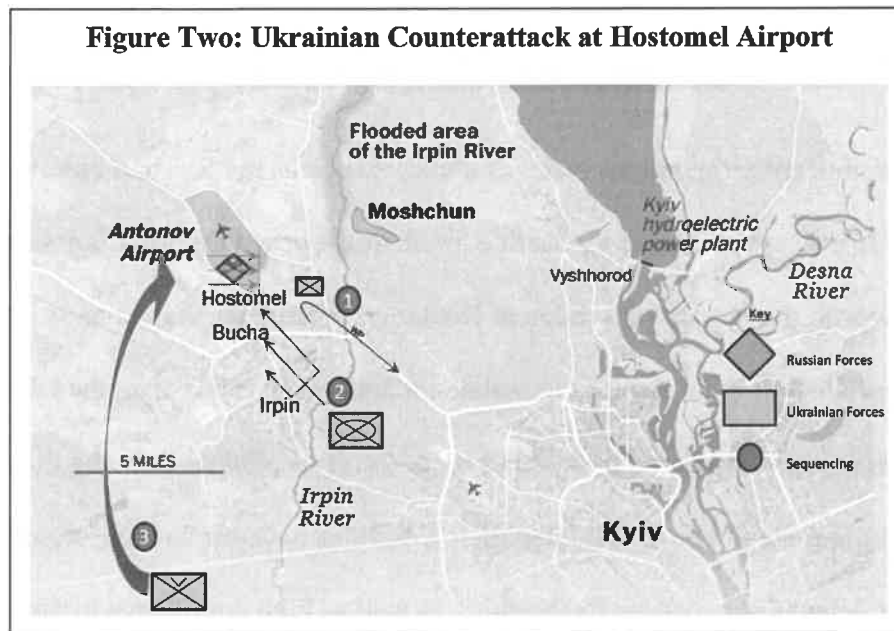 Figure Two: Ukrainian Counterattack at Hostomel Airport
Flooded area
of the Irpin River
Moshchun
Antonov
Airport
Hostomel
Bucha
Irpin
1
2
5 MILES
Irpin
River
3
Kyiv
hydroelectric
power plant
Vyshhorod
Desna
River
Key
Russian Forces
Ukrainian Forces
Sequencing
Kyiv